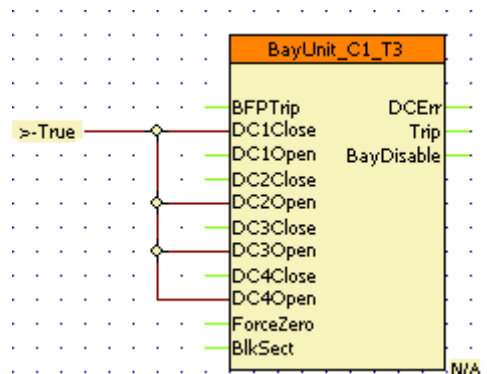 BayUnit_C1_T3
BFPTrip DCErr
>-True DC1Close Trip
DC1Open BayDisable
DC2Close
DC2Open
DC3Close
DC3Open
DC4Close
DC4Open
ForceZero
BlkSect
N/A